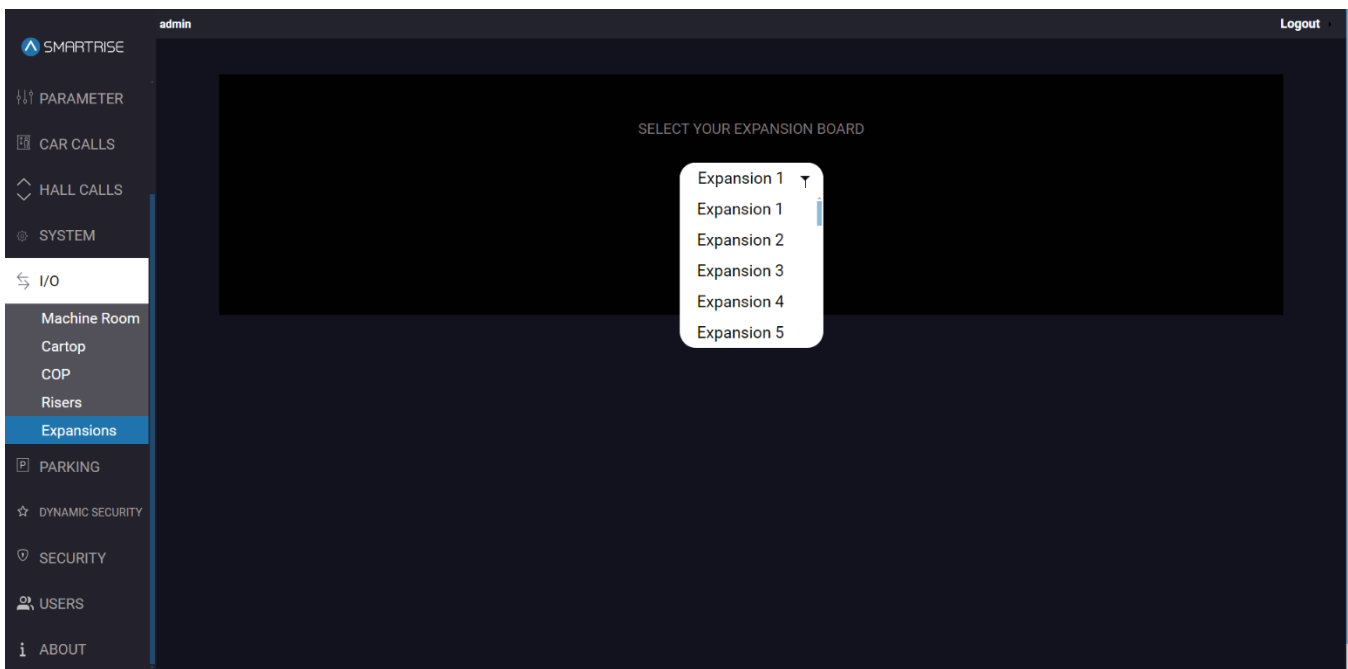 admin
Logout
SMARTRISE
PARAMETER
CAR CALLS
HALL CALLS
SYSTEM
I/O
Machine Room
Cartop
COP
Risers
Expansions
P PARKING
DYNAMIC SECURITY
SECURITY
USERS
i ABOUT
SELECT YOUR EXPANSION BOARD
Expansion 1
Expansion 1
Expansion 2
Expansion 3
Expansion 4
Expansion 5